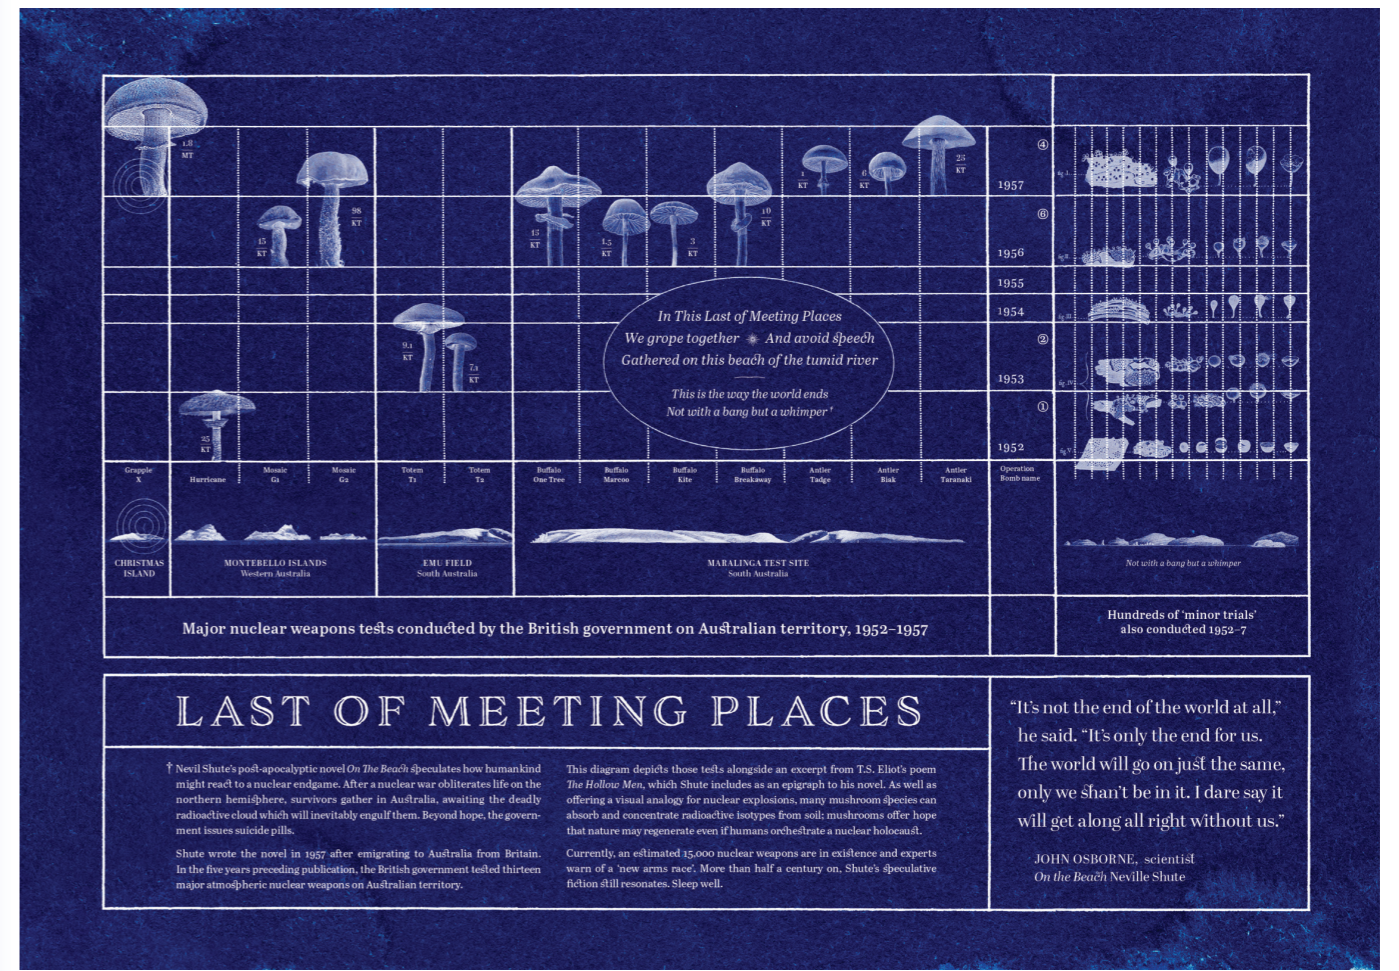 1.8
MT
15
KT
98
KT
25
KT
9.1
KT
7.1
KT
15
KT
1.5
KT
3
KT
10
KT
1
KT
6
KT
25
KT
④
1957
⑥
1956
1955
1954
②
1953
①
1952
fig I.
fig II.
fig III
fig IV
fig V
In This Last of Meeting Places
We grope together And avoid speech
Gathered on this beach of the tumid river
This is the way the world ends
Not with a bang but a whimper †
Grapple
X
Hurricane
Mosaic
G1
Mosaic
G2
Totem
T1
Totem
T2
Buffalo
One Tree
Buffalo
Marcoo
Buffalo
Kite
Buffalo
Breakaway
Antler
Tadge
Antler
Biak
Antler
Taranaki
Operation
Bomb name
CHRISTMAS
ISLAND
MONTEBELLO ISLANDS
Western Australia
EMU FIELD
South Australia
MARALINGA TEST SITE
South Australia
Not with a bang but a whimper
Major nuclear weapons tests conducted by the British government on Australian territory, 1952–1957
Hundreds of ‘minor trials’
also conducted 1952–7
LAST OF MEETING PLACES
† Nevil Shute’s post-apocalyptic novel On The Beach speculates how humankind
might react to a nuclear endgame. After a nuclear war obliterates life on the
northern hemisphere, survivors gather in Australia, awaiting the deadly
radioactive cloud which will inevitably engulf them. Beyond hope, the govern-
ment issues suicide pills.
Shute wrote the novel in 1957 after emigrating to Australia from Britain.
In the five years preceding publication, the British government tested thirteen
major atmospheric nuclear weapons on Australian territory.
This diagram depicts those tests alongside an excerpt from T.S. Eliot’s poem
The Hollow Men, which Shute includes as an epigraph to his novel. As well as
offering a visual analogy for nuclear explosions, many mushroom species can
absorb and concentrate radioactive isotypes from soil; mushrooms offer hope
that nature may regenerate even if humans orchestrate a nuclear holocaust.
Currently, an estimated 15,000 nuclear weapons are in existence and experts
warn of a ‘new arms race’. More than half a century on, Shute’s speculative
fiction still resonates. Sleep well.
“It’s not the end of the world at all,”
he said. “It’s only the end for us.
The world will go on just the same,
only we shan’t be in it. I dare say it
will get along all right without us.”
JOHN OSBORNE, scientist
On the Beach Neville Shute